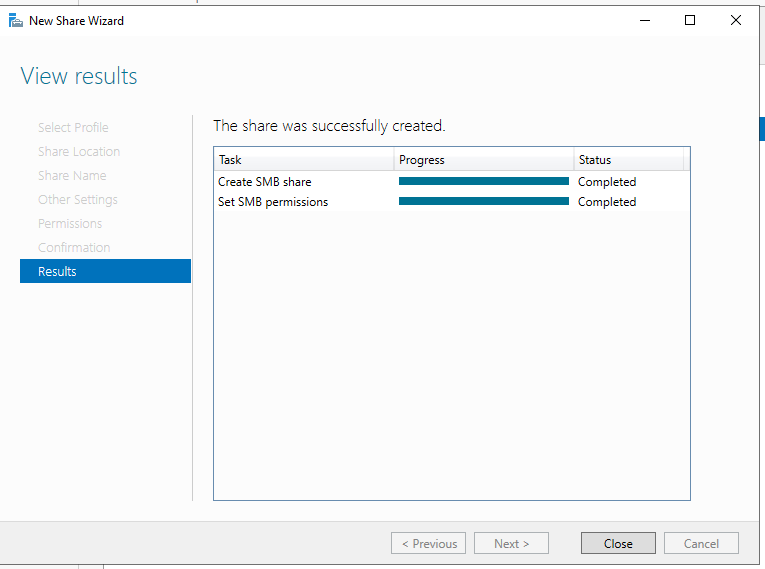 New Share Wizard
View results
Select Profile
Share Location
Share Name
Other Settings
Permissions
Confirmation
Results
The share was successfully created.
Task Progress Status
Create SMB share Completed
Set SMB permissions Completed
< Previous Next > Close Cancel